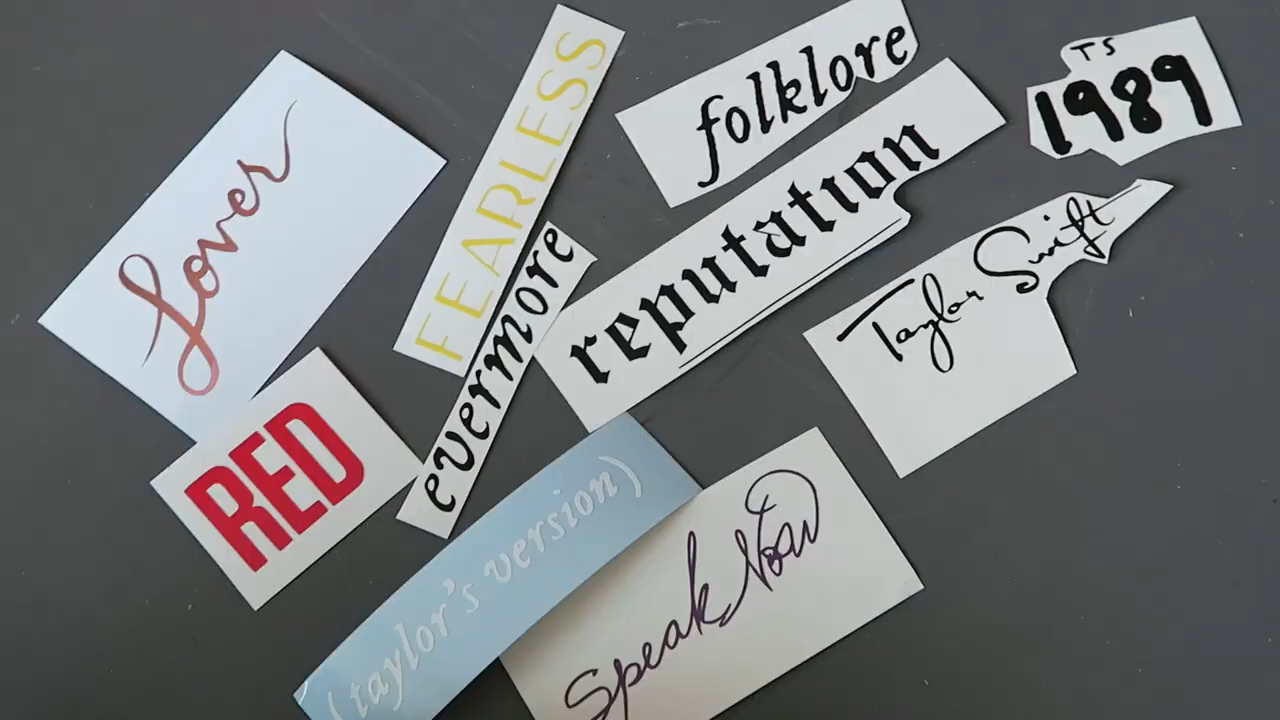 Lover
FEARLESS
folklore
TS
1989
evermore
reputation
Taylor Swift
RED
(taylor's version)
Speak Now